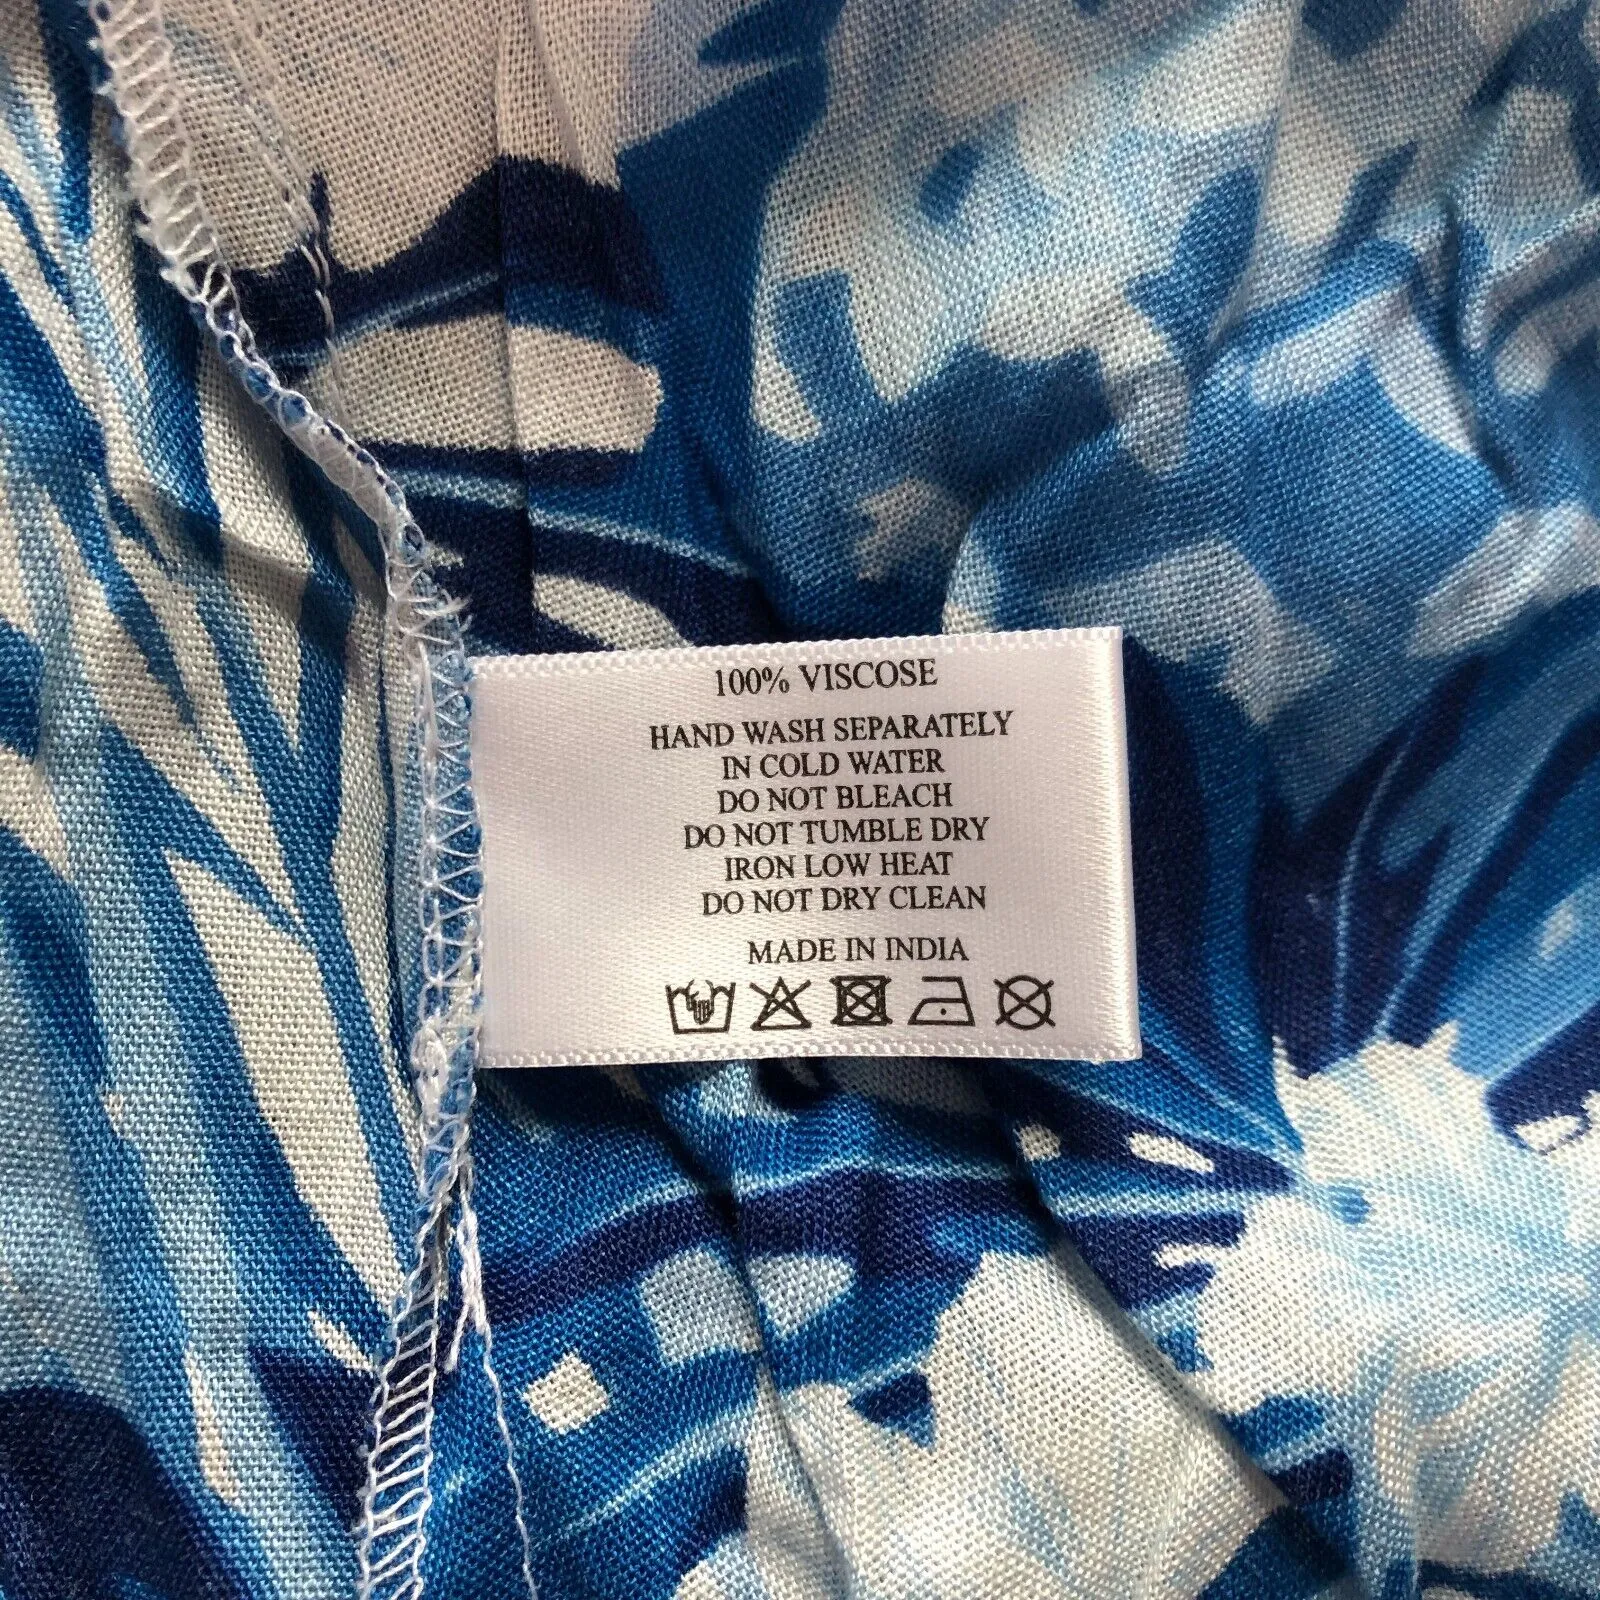 100% VISCOSE
HAND WASH SEPARATELY
IN COLD WATER
DO NOT BLEACH
DO NOT TUMBLE DRY
IRON LOW HEAT
DO NOT DRY CLEAN
MADE IN INDIA